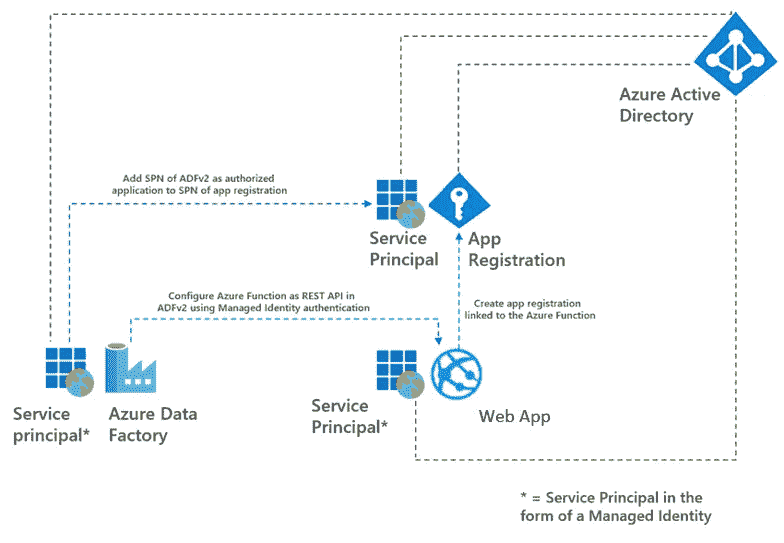 Azure Active
Directory
Add SPN of ADFv2 as authorized
application to SPN of app registration
Service
Principal
App
Registration
Configure Azure Function as REST API in
ADFv2 using Managed Identity authentication
Create app registration
linked to the Azure Function
Service
principal*
Azure Data
Factory
Service
Principal*
Web App
* = Service Principal in the
form of a Managed Identity